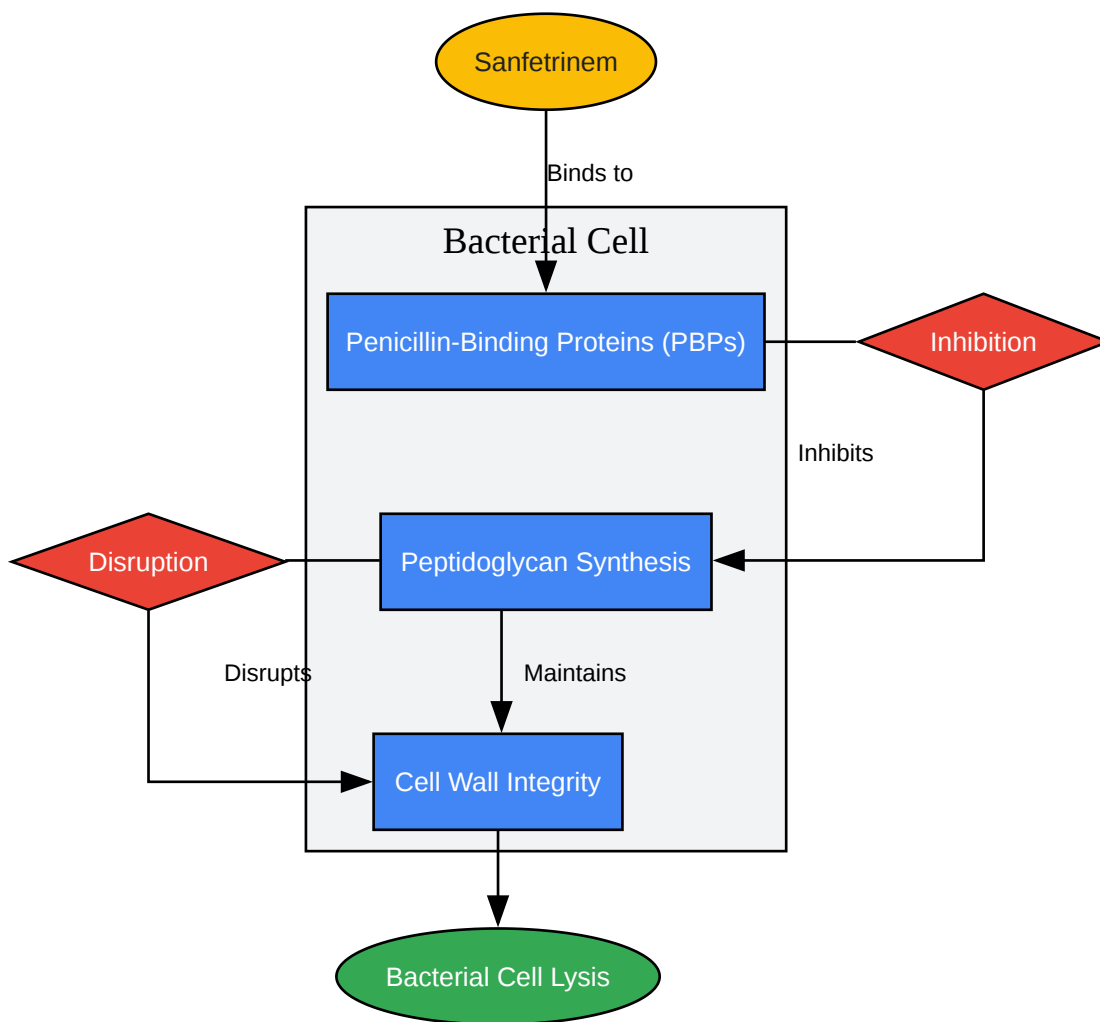 Sanfetrinem
Binds to
Bacterial Cell
Penicillin-Binding Proteins (PBPs)
Inhibition
Inhibits
Disruption
Peptidoglycan Synthesis
Disrupts
Maintains
Cell Wall Integrity
Bacterial Cell Lysis